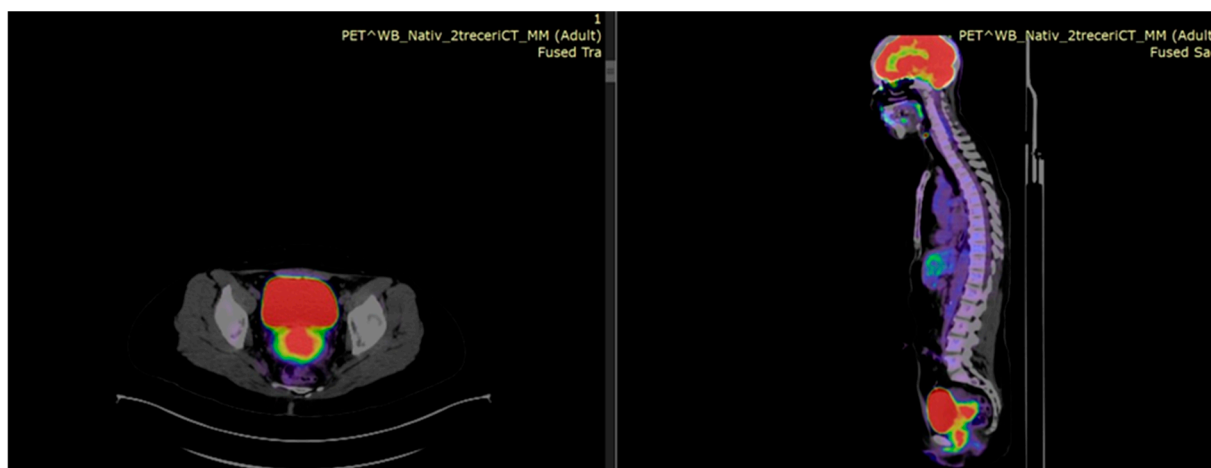 1
PET^WB_Nativ_2treceriCT_MM (Adult)
Fused Tra
PET^WB_Nativ_2treceriCT_MM (Adult
Fused Sa